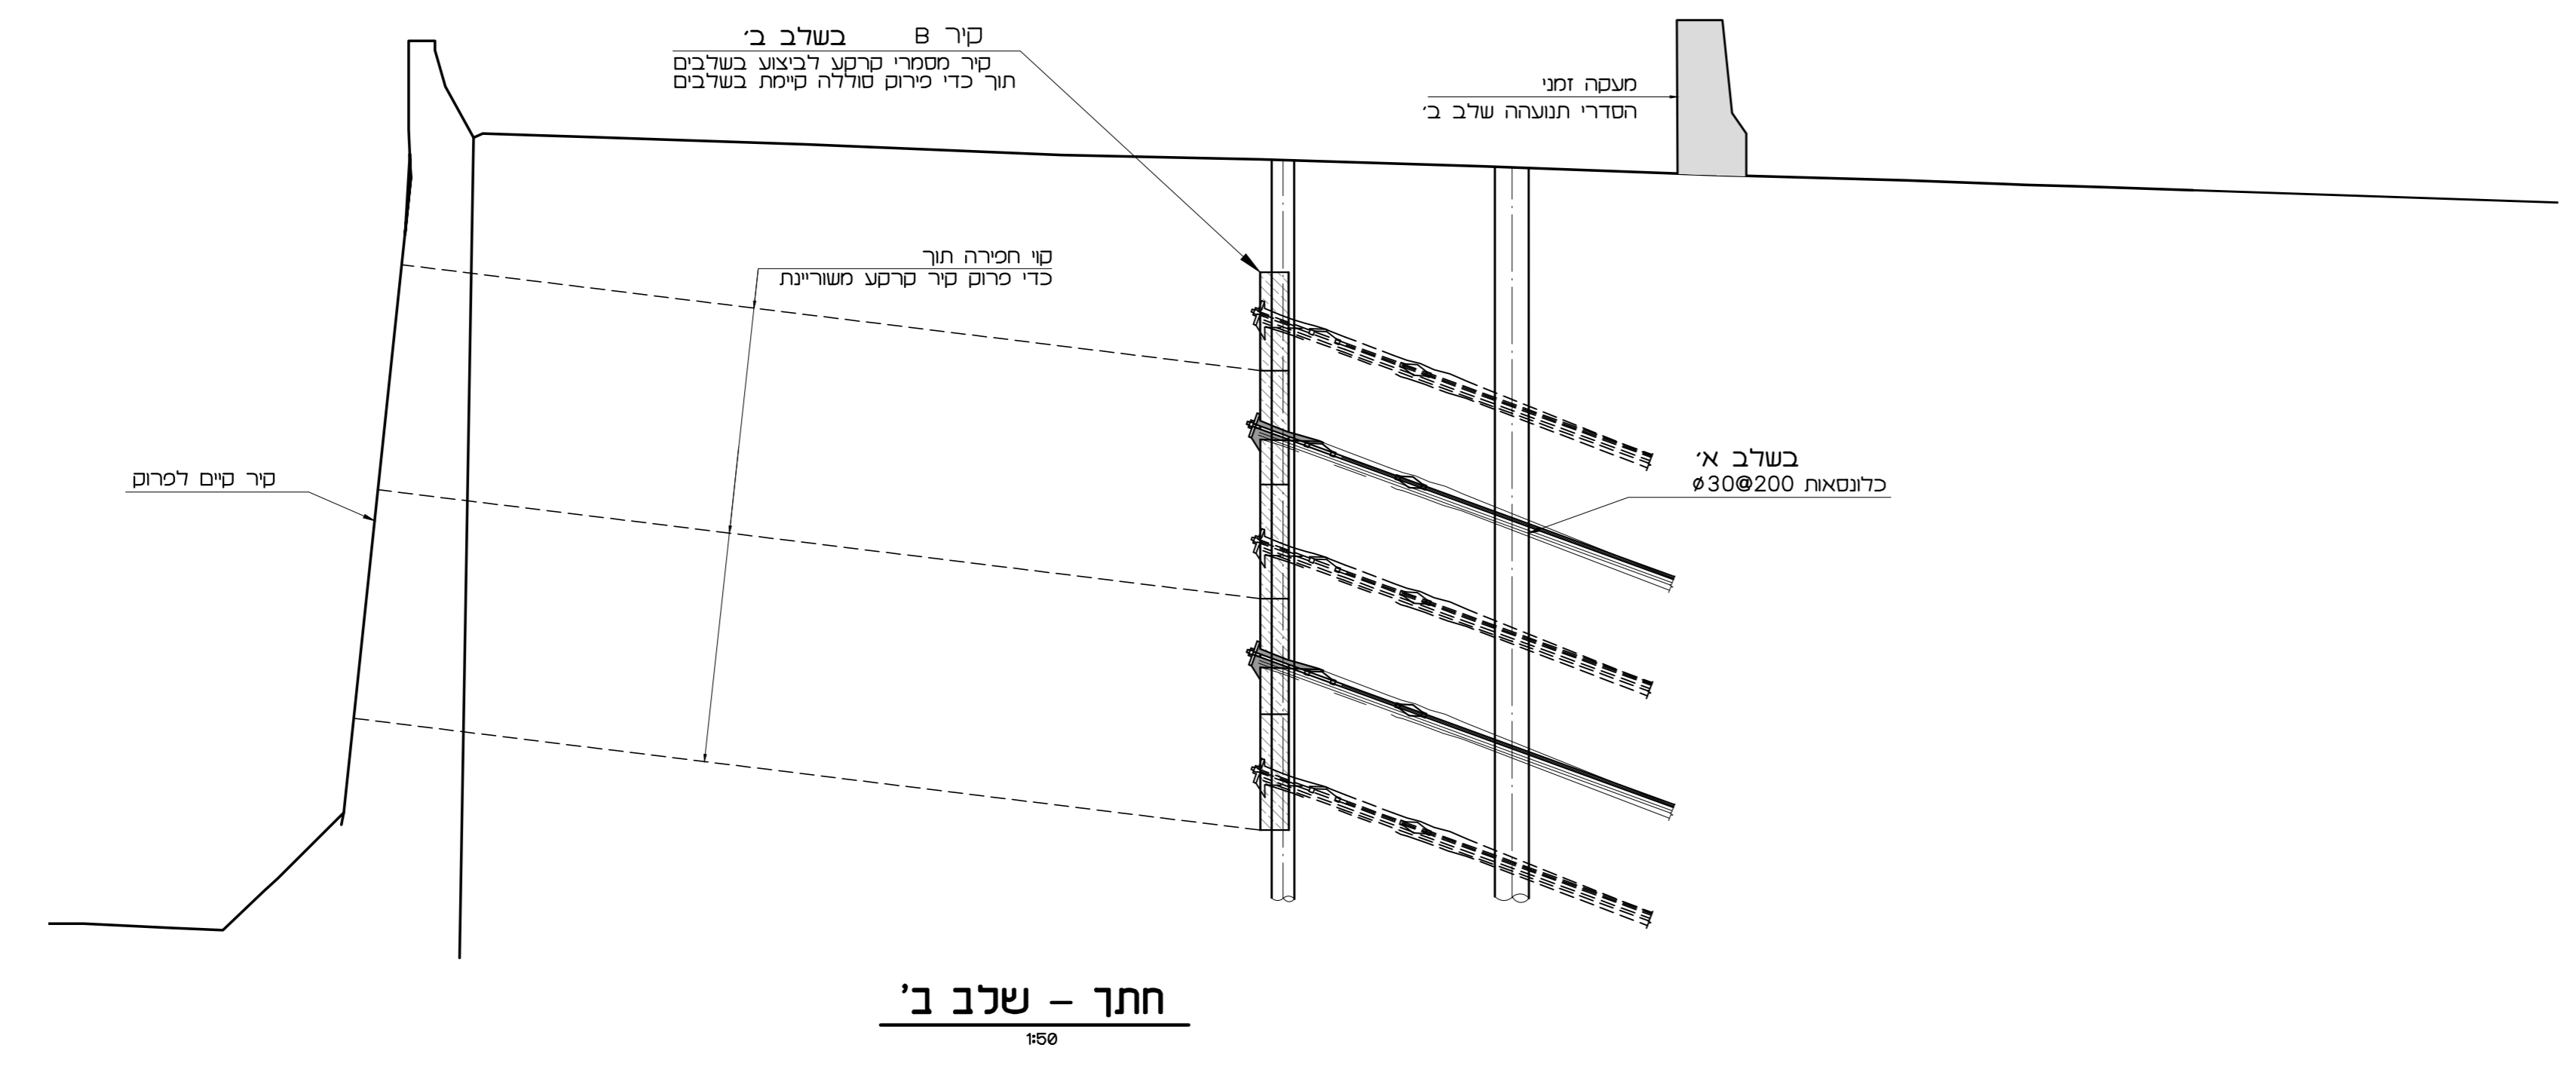 קיר B בשלב ב׳
קיר מסמרי קרקע לביצוע בשלבים
תוך כדי פירוק סוללה קיימת בשלבים
מעקה זמני
הסדרי תנועהה שלב ב׳
קוי חפירה תוך
כדי פרוק קיר קרקע משוריינת
קיר קיים לפרוק
בשלב א׳
כלונסאות ø30@200
חתך – שלב ב'
1:50